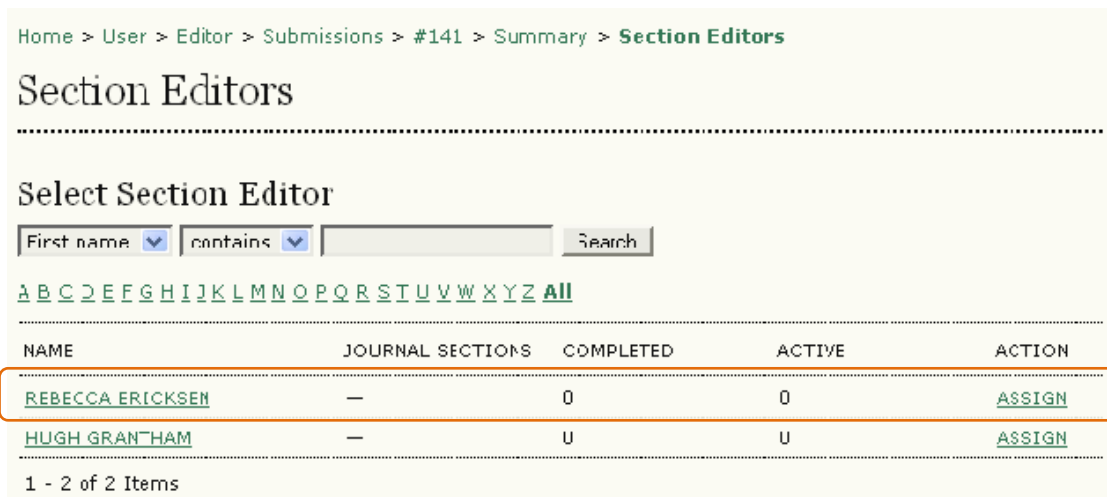 Home > User > Editor > Submissions > #141 > Summary > Section Editors
Section Editors
Select Section Editor
First name contains Search
A B C D E F G H I J K L M N O P Q R S T U V W X Y Z All
NAME JOURNAL SECTIONS COMPLETED ACTIVE ACTION
REBECCA ERICKSEN — 0 0 ASSIGN
HUGH GRANTHAM — 0 0 ASSIGN
1 - 2 of 2 Items